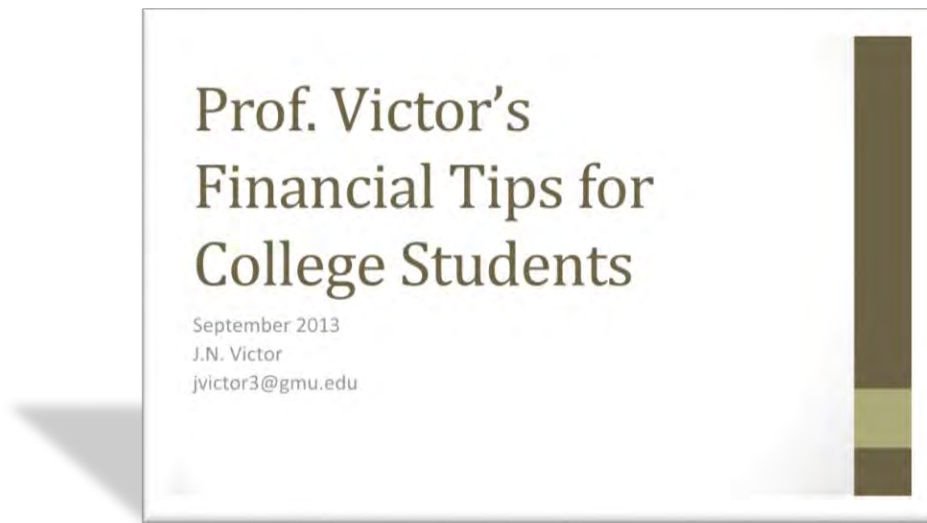 Prof. Victor’s
Financial Tips for
College Students
September 2013
J.N. Victor
jvictor3@gmu.edu